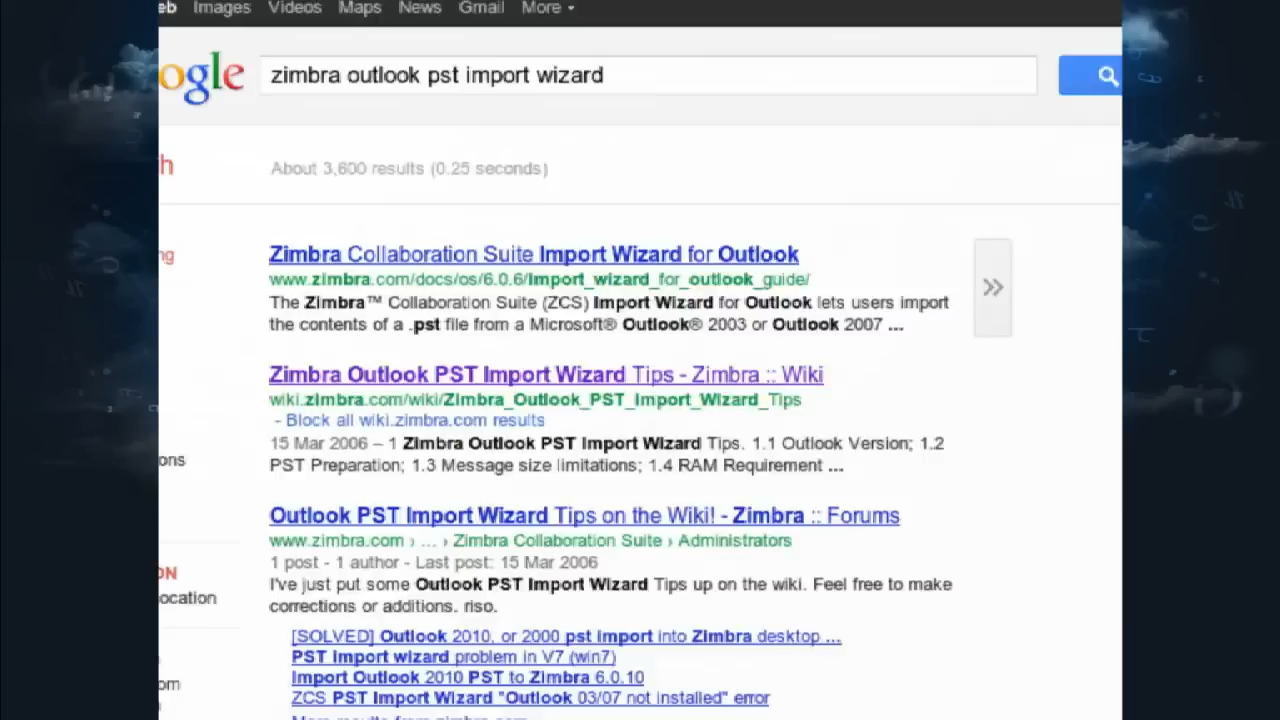 eb Images Videos Maps News Gmail More
ogle zimbra outlook pst import wizard
h About 3,600 results (0.25 seconds)
ng
Zimbra Collaboration Suite Import Wizard for Outlook
www.zimbra.com/docs/os/6.0.6/Import_wizard_for_outlook_guide/
The Zimbra™ Collaboration Suite (ZCS) Import Wizard for Outlook lets users import
the contents of a .pst file from a Microsoft® Outlook® 2003 or Outlook 2007 ...
Zimbra Outlook PST Import Wizard Tips - Zimbra :: Wiki
wiki.zimbra.com/wiki/Zimbra_Outlook_PST_Import_Wizard_Tips
- Block all wiki.zimbra.com results
15 Mar 2006 – 1 Zimbra Outlook PST Import Wizard Tips. 1.1 Outlook Version; 1.2
ons
PST Preparation; 1.3 Message size limitations; 1.4 RAM Requirement ...
Outlook PST Import Wizard Tips on the Wiki! - Zimbra :: Forums
www.zimbra.com › ... › Zimbra Collaboration Suite › Administrators
1 post - 1 author - Last post: 15 Mar 2006
ON
I've just put some Outlook PST Import Wizard Tips up on the wiki. Feel free to make
ocation
corrections or additions. riso.
[SOLVED] Outlook 2010, or 2000 pst import into Zimbra desktop ...
PST Import wizard problem in V7 (win7)
Import Outlook 2010 PST to Zimbra 6.0.10
om
ZCS PST Import Wizard "Outlook 03/07 not installed" error
More results from zimbra.com